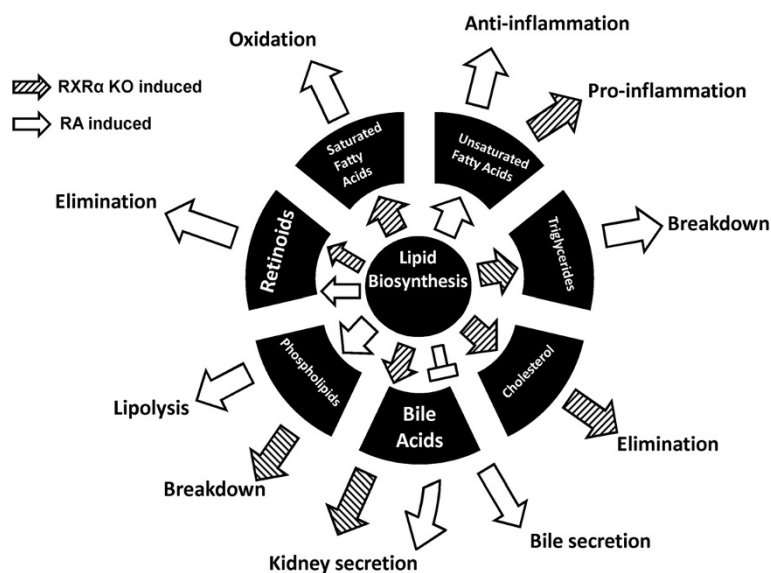 Oxidation
Anti-inflammation
RXRα KO induced
RA induced
Pro-inflammation
Saturated
Fatty
Acids
Unsaturated
Fatty Acids
Elimination
Retinoids
Lipid
Biosynthesis
Triglycerides
Breakdown
Phospholipids
Cholesterol
Lipolysis
Bile
Acids
Elimination
Breakdown
Bile secretion
Kidney secretion